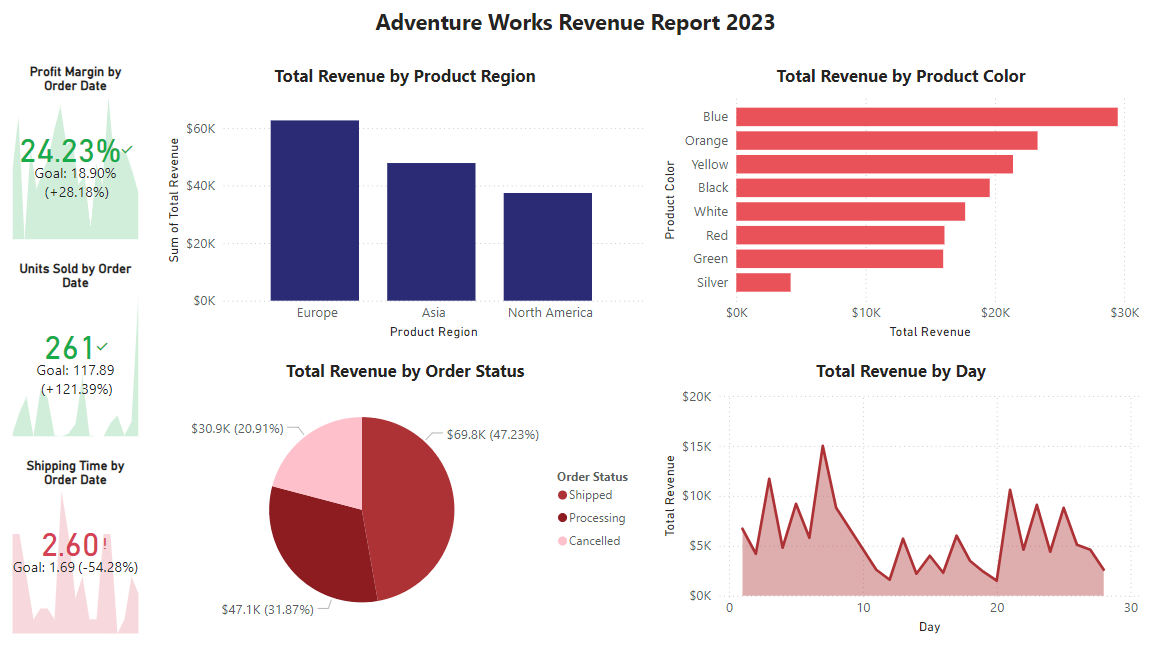 Adventure Works Revenue Report 2023
Profit Margin by
Order Date
24.23%
Goal: 18.90%
(+28.18%)
Units Sold by Order
Date
261
Goal: 117.89
(+121.39%)
Shipping Time by
Order Date
2.60!
Goal: 1.69 (-54.28%)
Total Revenue by Product Region
Sum of Total Revenue
$60K
$40K
$20K
$0K
Europe Asia North America
Product Region
Total Revenue by Product Color
Product Color
Blue
Orange
Yellow
Black
White
Red
Green
Silver
$0K $10K $20K $30K
Total Revenue
Total Revenue by Order Status
$30.9K (20.91%)
$69.8K (47.23%)
$47.1K (31.87%)
Order Status
Shipped
Processing
Cancelled
Total Revenue by Day
Total Revenue
$20K
$15K
$10K
$5K
$0K
0 10 20 30
Day